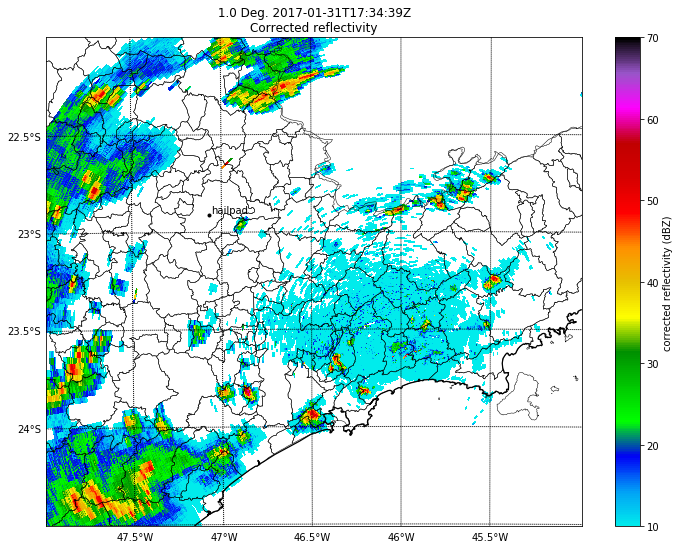 1.0 Deg. 2017-01-31T17:34:39Z
Corrected reflectivity
22.5°S
23°S
23.5°S
24°S
47.5°W
47°W
46.5°W
46°W
45.5°W
hailpad
70
60
50
40
30
20
10
corrected reflectivity (dBZ)